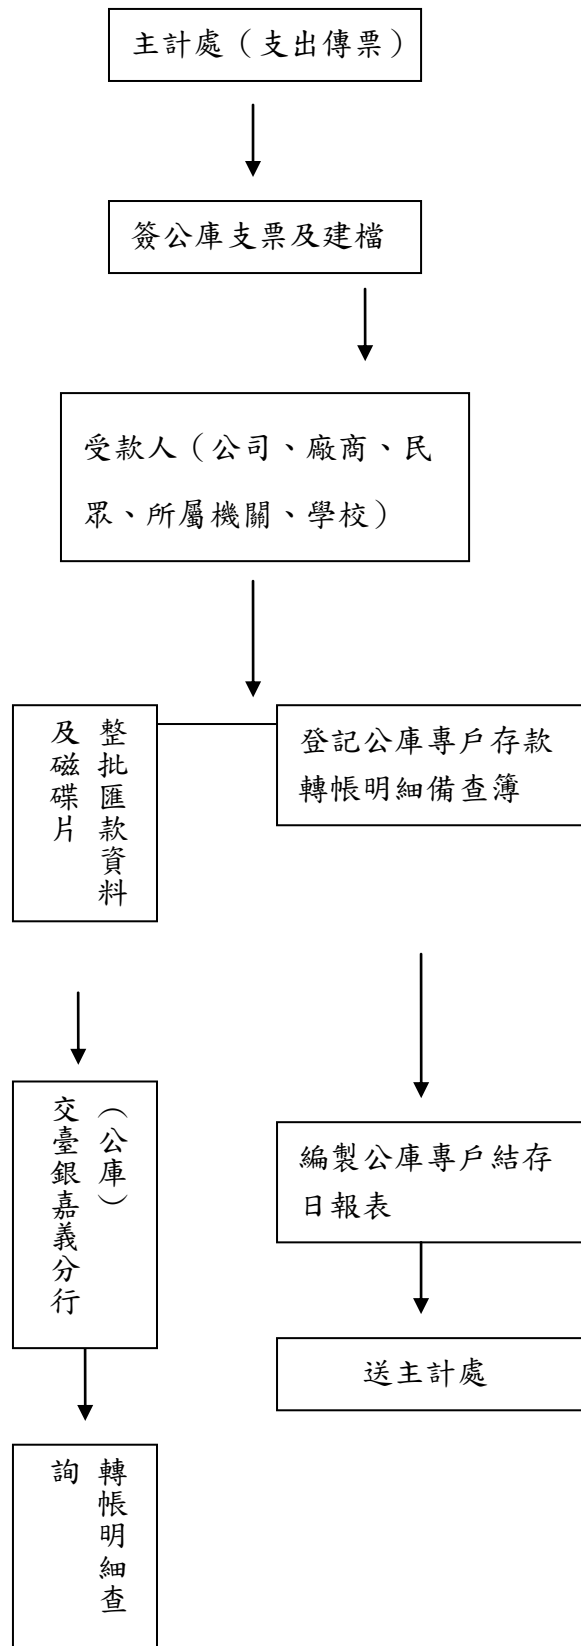 主計處（支出傳票）
簽公庫支票及建檔
受款人（公司、廠商、民
眾、所屬機關、學校）
整批匯款資料
及磁碟片
登記公庫專戶存款
轉帳明細備查簿
（公庫）
交臺銀嘉義分行
編製公庫專戶結存
日報表
送主計處
轉帳明細查
詢